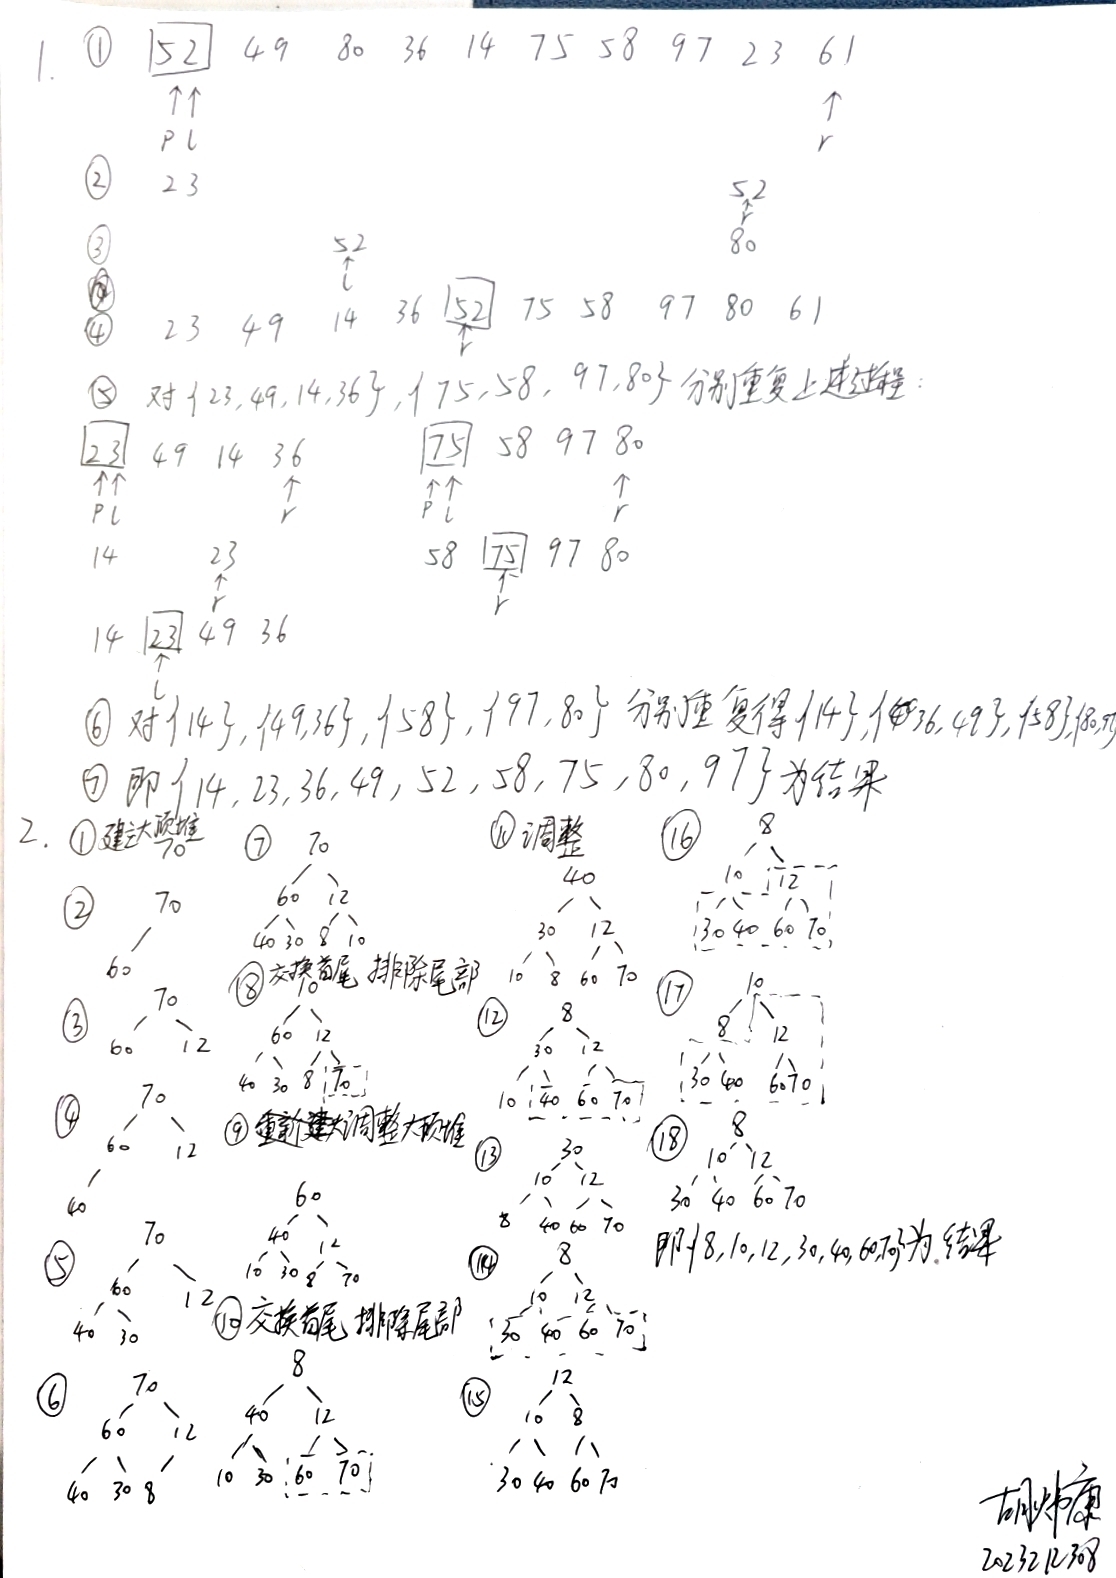 1. ① 52 49 80 36 14 75 58 97 23 61
↑↑ ↑
P l r
② 23 52
↑
r
③ 52 80
↑
l
④ 23 49 14 36 52 75 58 97 80 61
↑
r
⑤ 对{23,49,14,36},{75,58,97,80}分别重复上述过程:
23 49 14 36 75 58 97 80
↑↑ ↑ ↑↑ ↑
P l r P l r
14 23 58 75 97 80
↑ ↑
r r
14 23 49 36
↑
l
⑥ 对{14},{49,36},{58},{97,80}分别重复得{14},{36,49},{58},{80,97}
⑦ 即{14,23,36,49,52,58,75,80,97}为结果
2. ①建立大顶堆
70
②
70
60
③
70
60 12
④
70
60 12
40
⑤
70
60 12
40 30
⑥
70
60 12
40 30 8
⑦
70
60 12
40 30 8 10
⑧ 交换首尾 排除尾部
10
60 12
40 30 8 70
⑨ 重新调整大顶堆
60
40 12
10 30 8 70
⑩ 交换首尾 排除尾部
8
40 12
10 30 60 70
⑪ 调整
40
30 12
10 8 60 70
⑫
8
30 12
10 40 60 70
⑬
30
10 12
8 40 60 70
⑭
8
10 12
30 40 60 70
⑮
12
10 8
30 40 60 70
⑯
8
10 12
30 40 60 70
⑰
10
8 12
30 40 60 70
⑱
8
10 12
30 40 60 70
即{8,10,12,30,40,60,70}为结果
胡炜康
2023212308